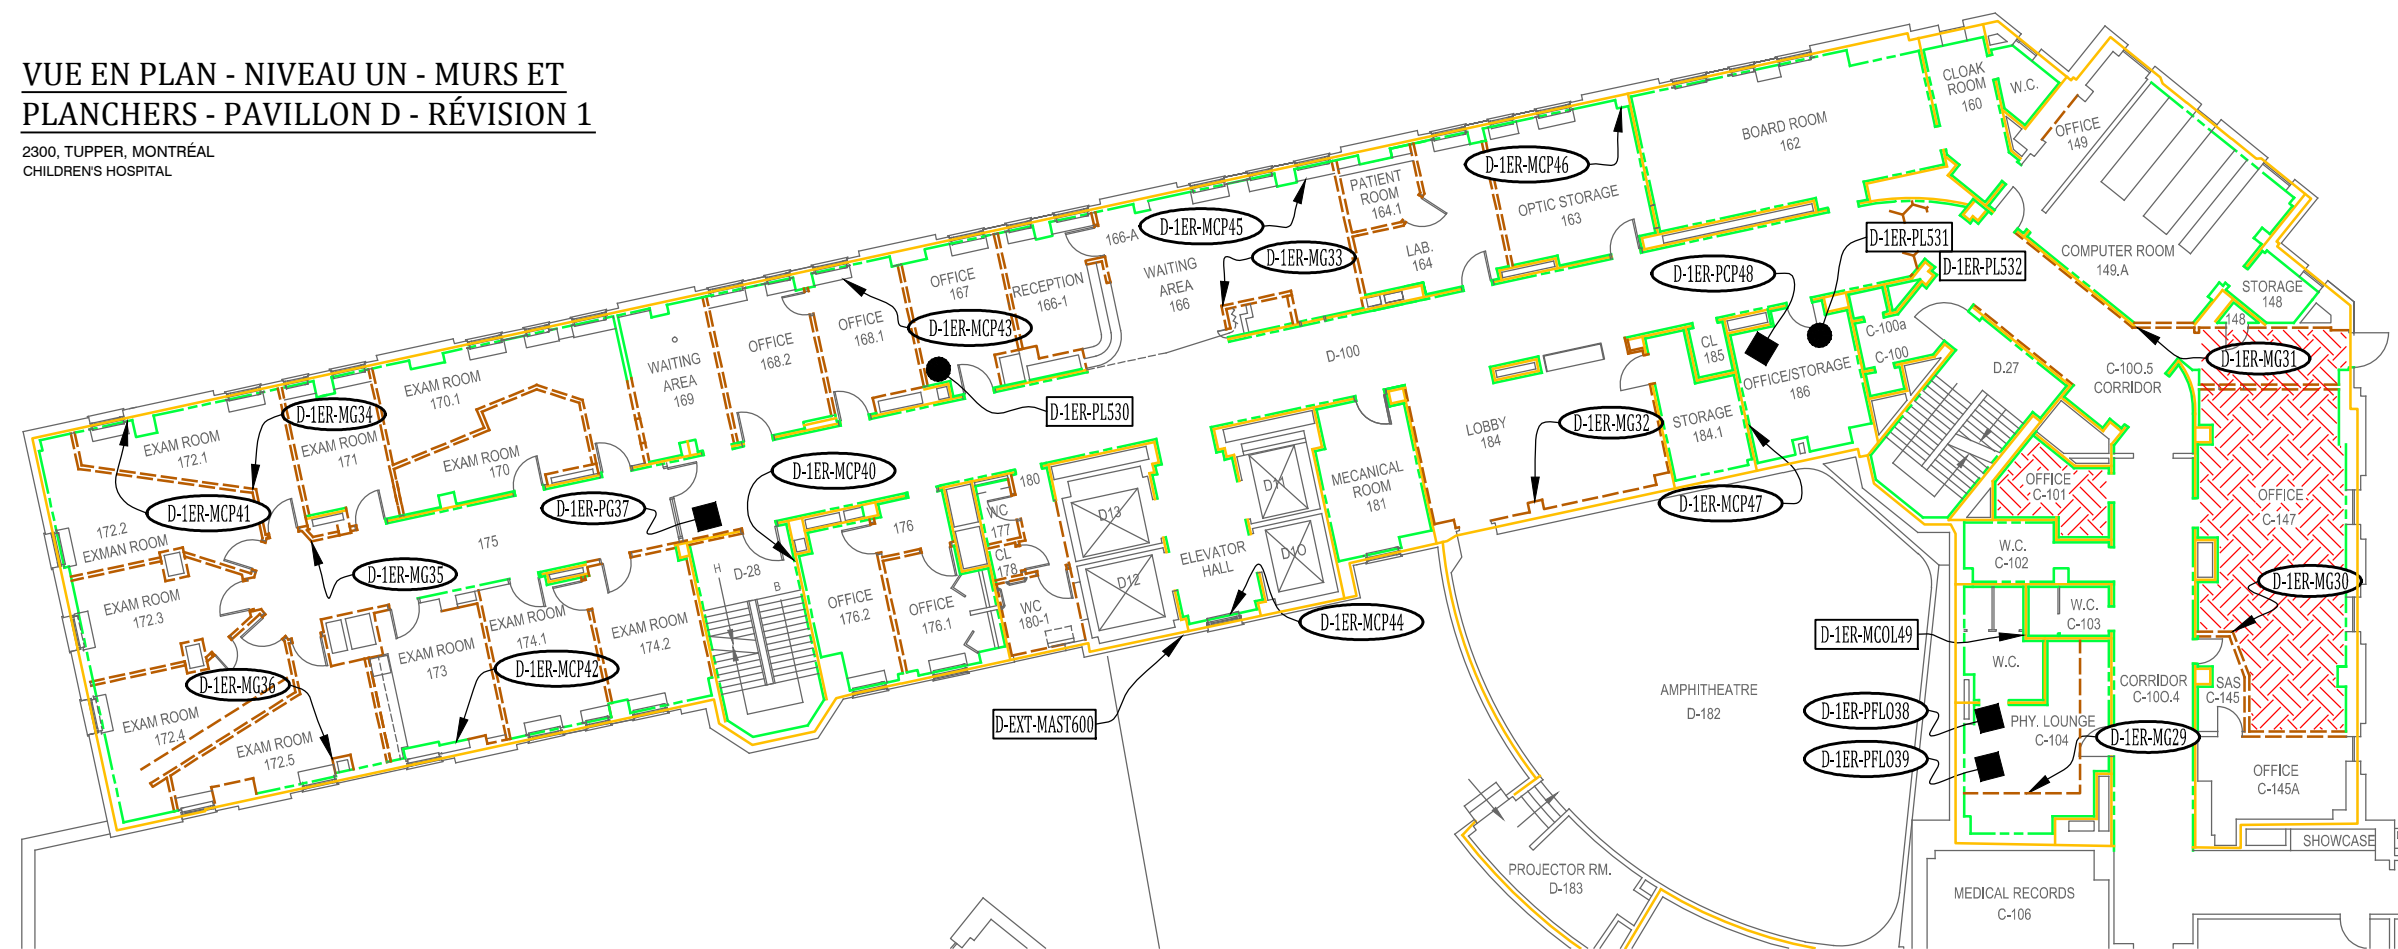 VUE EN PLAN - NIVEAU UN - MURS ET
PLANCHERS - PAVILLON D - RÉVISION 1
2300, TUPPER, MONTRÉAL
CHILDREN'S HOSPITAL
CLOAK
ROOM
160
W.C.
OFFICE
149
BOARD ROOM
162
D-1ER-MCP46
PATIENT
ROOM
164.1
OPTIC STORAGE
163
D-1ER-MCP45
166-A
LAB.
164
D-1ER-MG33
WAITING
AREA
166
D-1ER-PL531
D-1ER-PL532
D-1ER-PCP48
COMPUTER ROOM
149.A
STORAGE
148
148
OFFICE
167
RECEPTION
166-1
D-1ER-MCP43
OFFICE
168.1
OFFICE
168.2
WAITING
AREA
169
D-100
CL
185
C-100a
C-100
OFFICE/STORAGE
186
D.27
C-100.5
CORRIDOR
D-1ER-MG31
EXAM ROOM
170.1
D-1ER-MG34
EXAM ROOM
171
EXAM ROOM
172.1
EXAM ROOM
170
D-1ER-PL530
LOBBY
184
D-1ER-MG32
STORAGE
184.1
D-1ER-MCP40
D-1ER-MCP41
D-1ER-PG37
172.2
EXMAN ROOM
175
180
WC
177
CL
178
176
D13
D12
D11
D10
MECANICAL
ROOM
181
D-1ER-MCP47
OFFICE
C-101
OFFICE
C-147
ELEVATOR
HALL
D-1ER-MG35
H
D-28
B
W.C.
C-102
D-1ER-MG30
EXAM ROOM
172.3
EXAM ROOM
174.1
EXAM ROOM
174.2
OFFICE
176.2
OFFICE
176.1
WC
180-1
D-1ER-MCP44
W.C.
C-103
D-1ER-MCOL49
W.C.
EXAM ROOM
173
D-1ER-MCP42
D-1ER-MG36
AMPHITHEATRE
D-182
CORRIDOR
C-100.4
SAS
C-145
EXAM ROOM
172.4
EXAM ROOM
172.5
D-EXT-MAST600
D-1ER-PFLO38
PHY. LOUNGE
C-104
D-1ER-MG29
D-1ER-PFLO39
OFFICE
C-145A
SHOWCASE
PROJECTOR RM.
D-183
MEDICAL RECORDS
C-106